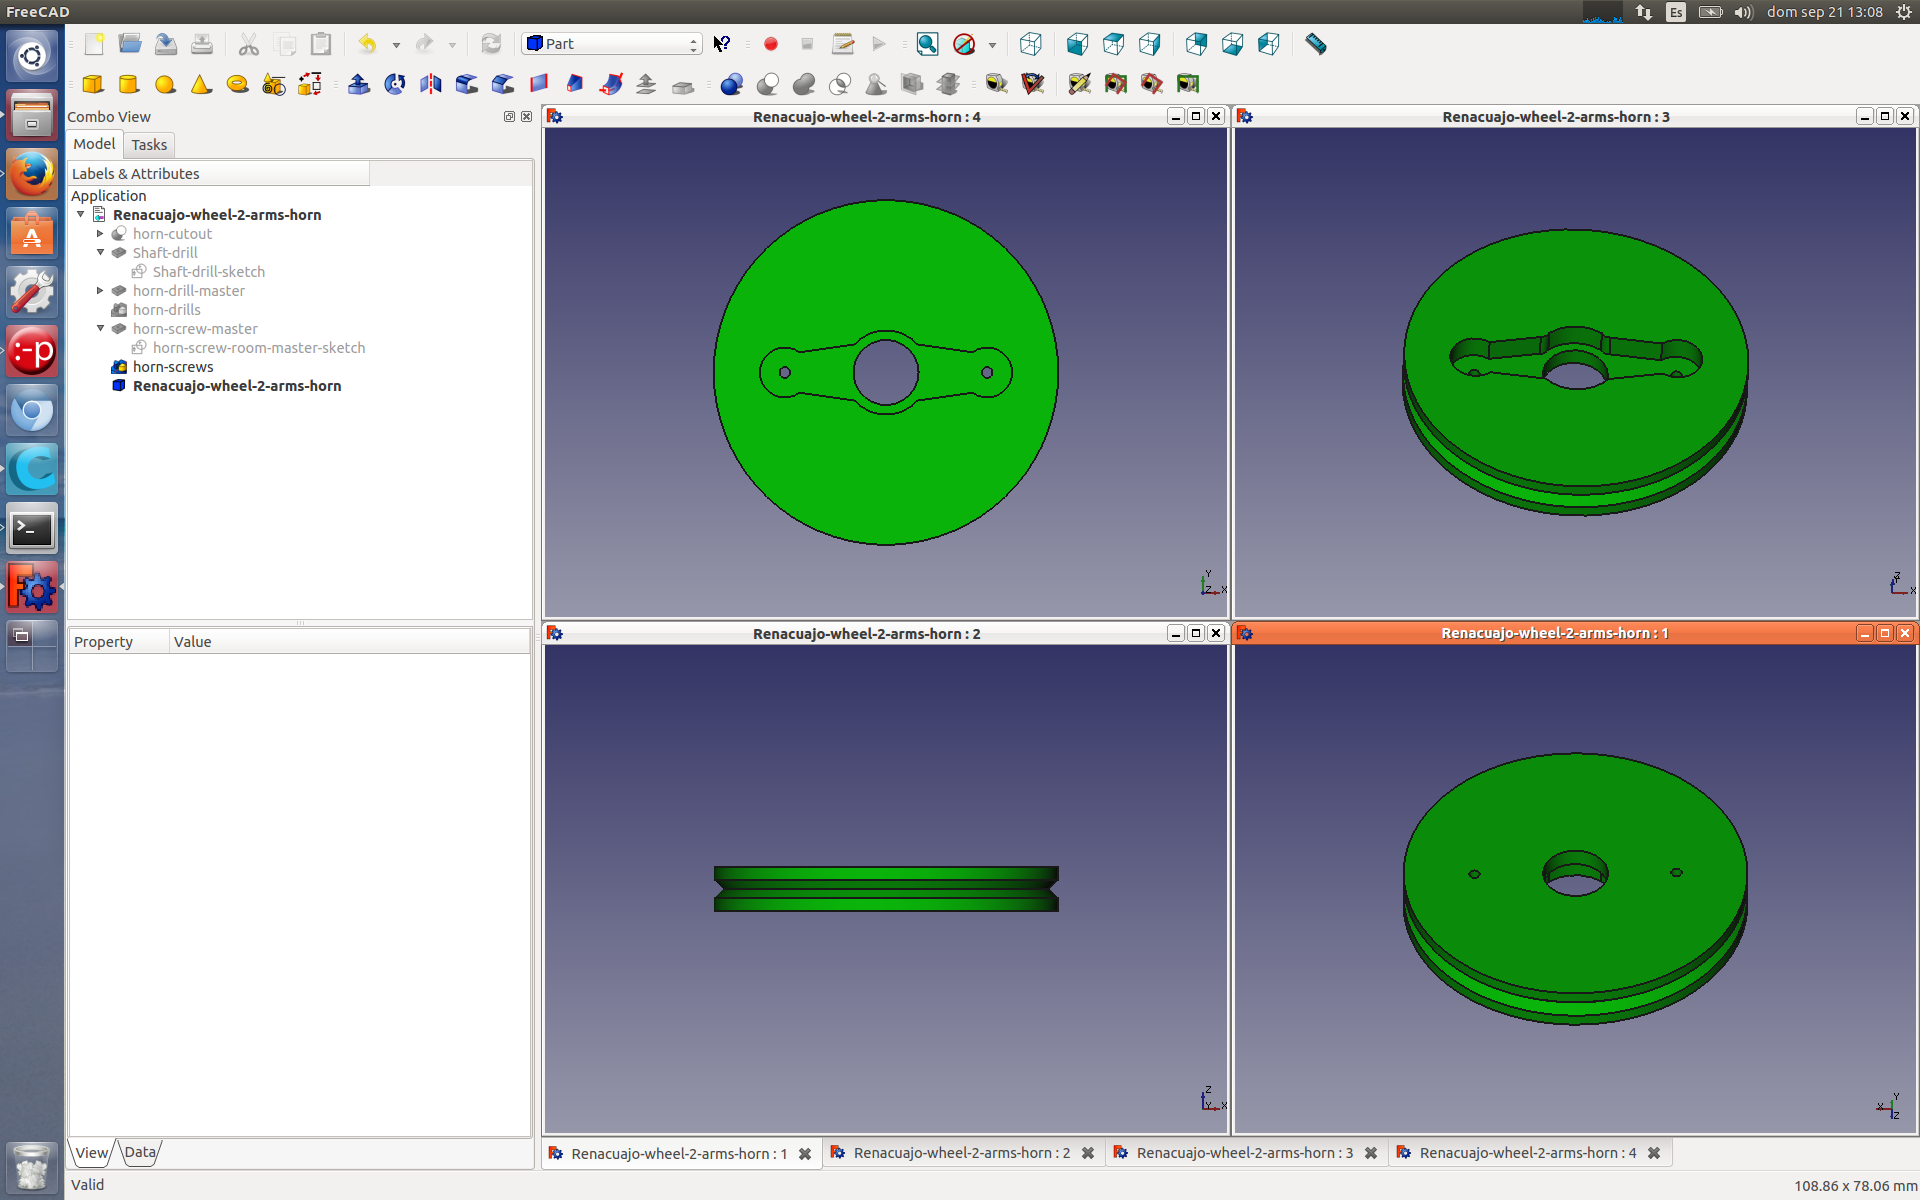 FreeCAD
Es
dom sep 21 13:08
Part
Combo View
Model
Tasks
Labels & Attributes
Application
Renacuajo-wheel-2-arms-horn
horn-cutout
Shaft-drill
Shaft-drill-sketch
horn-drill-master
horn-drills
horn-screw-master
horn-screw-room-master-sketch
horn-screws
Renacuajo-wheel-2-arms-horn
Property
Value
View
Data
Renacuajo-wheel-2-arms-horn : 4
Y
Z
X
Renacuajo-wheel-2-arms-horn : 3
Z
Y
X
Renacuajo-wheel-2-arms-horn : 2
Z
Y
X
Renacuajo-wheel-2-arms-horn : 1
Y
X
Z
Renacuajo-wheel-2-arms-horn : 1
Renacuajo-wheel-2-arms-horn : 2
Renacuajo-wheel-2-arms-horn : 3
Renacuajo-wheel-2-arms-horn : 4
Valid
108.86 x 78.06 mm